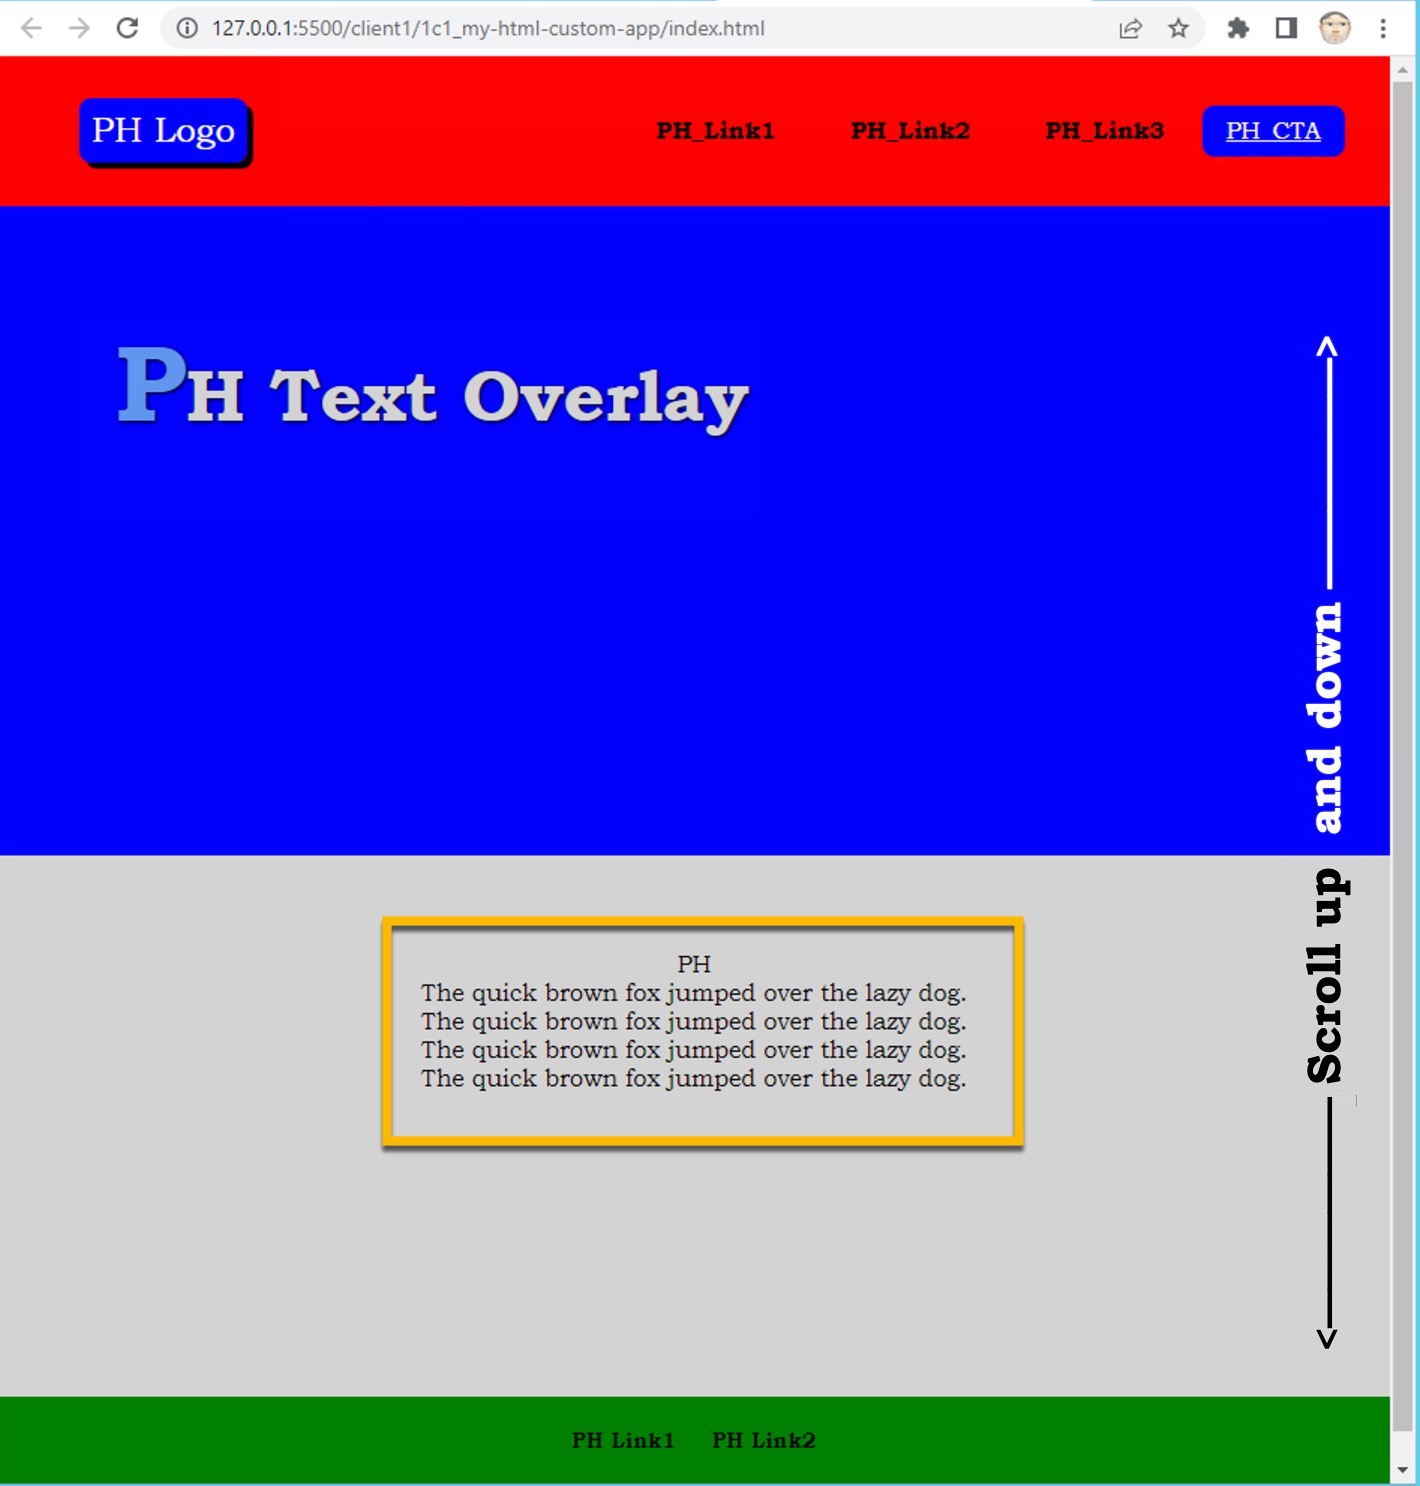 127.0.0.1:5500/client1/1c1_my-html-custom-app/index.html
PH Logo
PH_Link1 PH_Link2 PH_Link3 PH_CTA
PH Text Overlay
Scroll up and down
PH
The quick brown fox jumped over the lazy dog.
The quick brown fox jumped over the lazy dog.
The quick brown fox jumped over the lazy dog.
The quick brown fox jumped over the lazy dog.
PH Link1 PH Link2